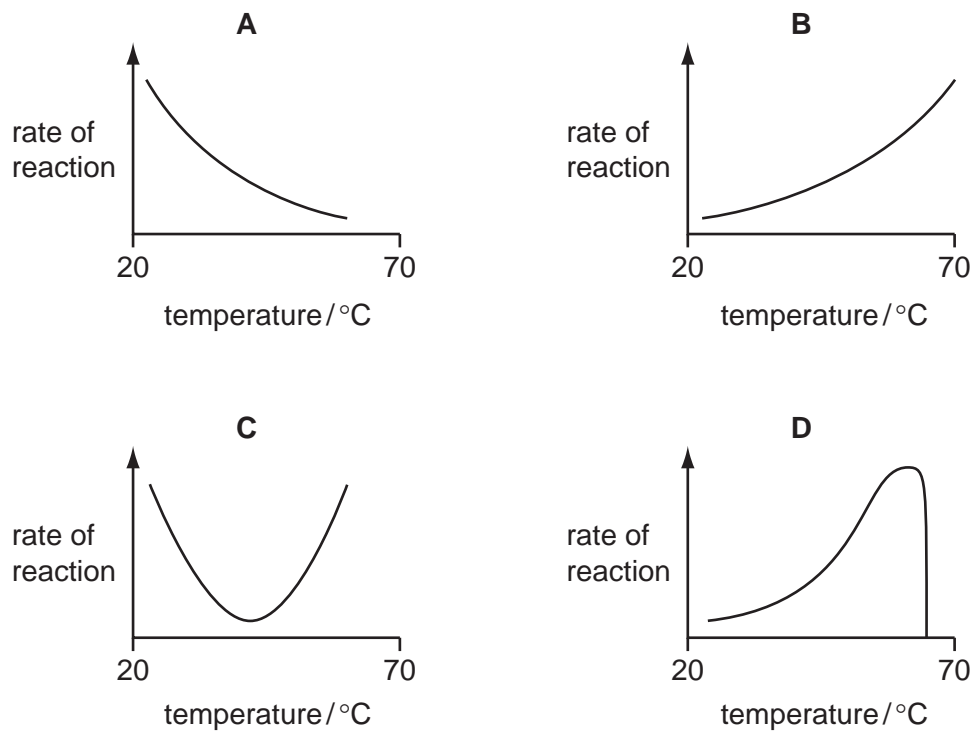 A
rate of
reaction
20
70
temperature / °C
B
rate of
reaction
20
70
temperature / °C
C
rate of
reaction
20
70
temperature / °C
D
rate of
reaction
20
70
temperature / °C